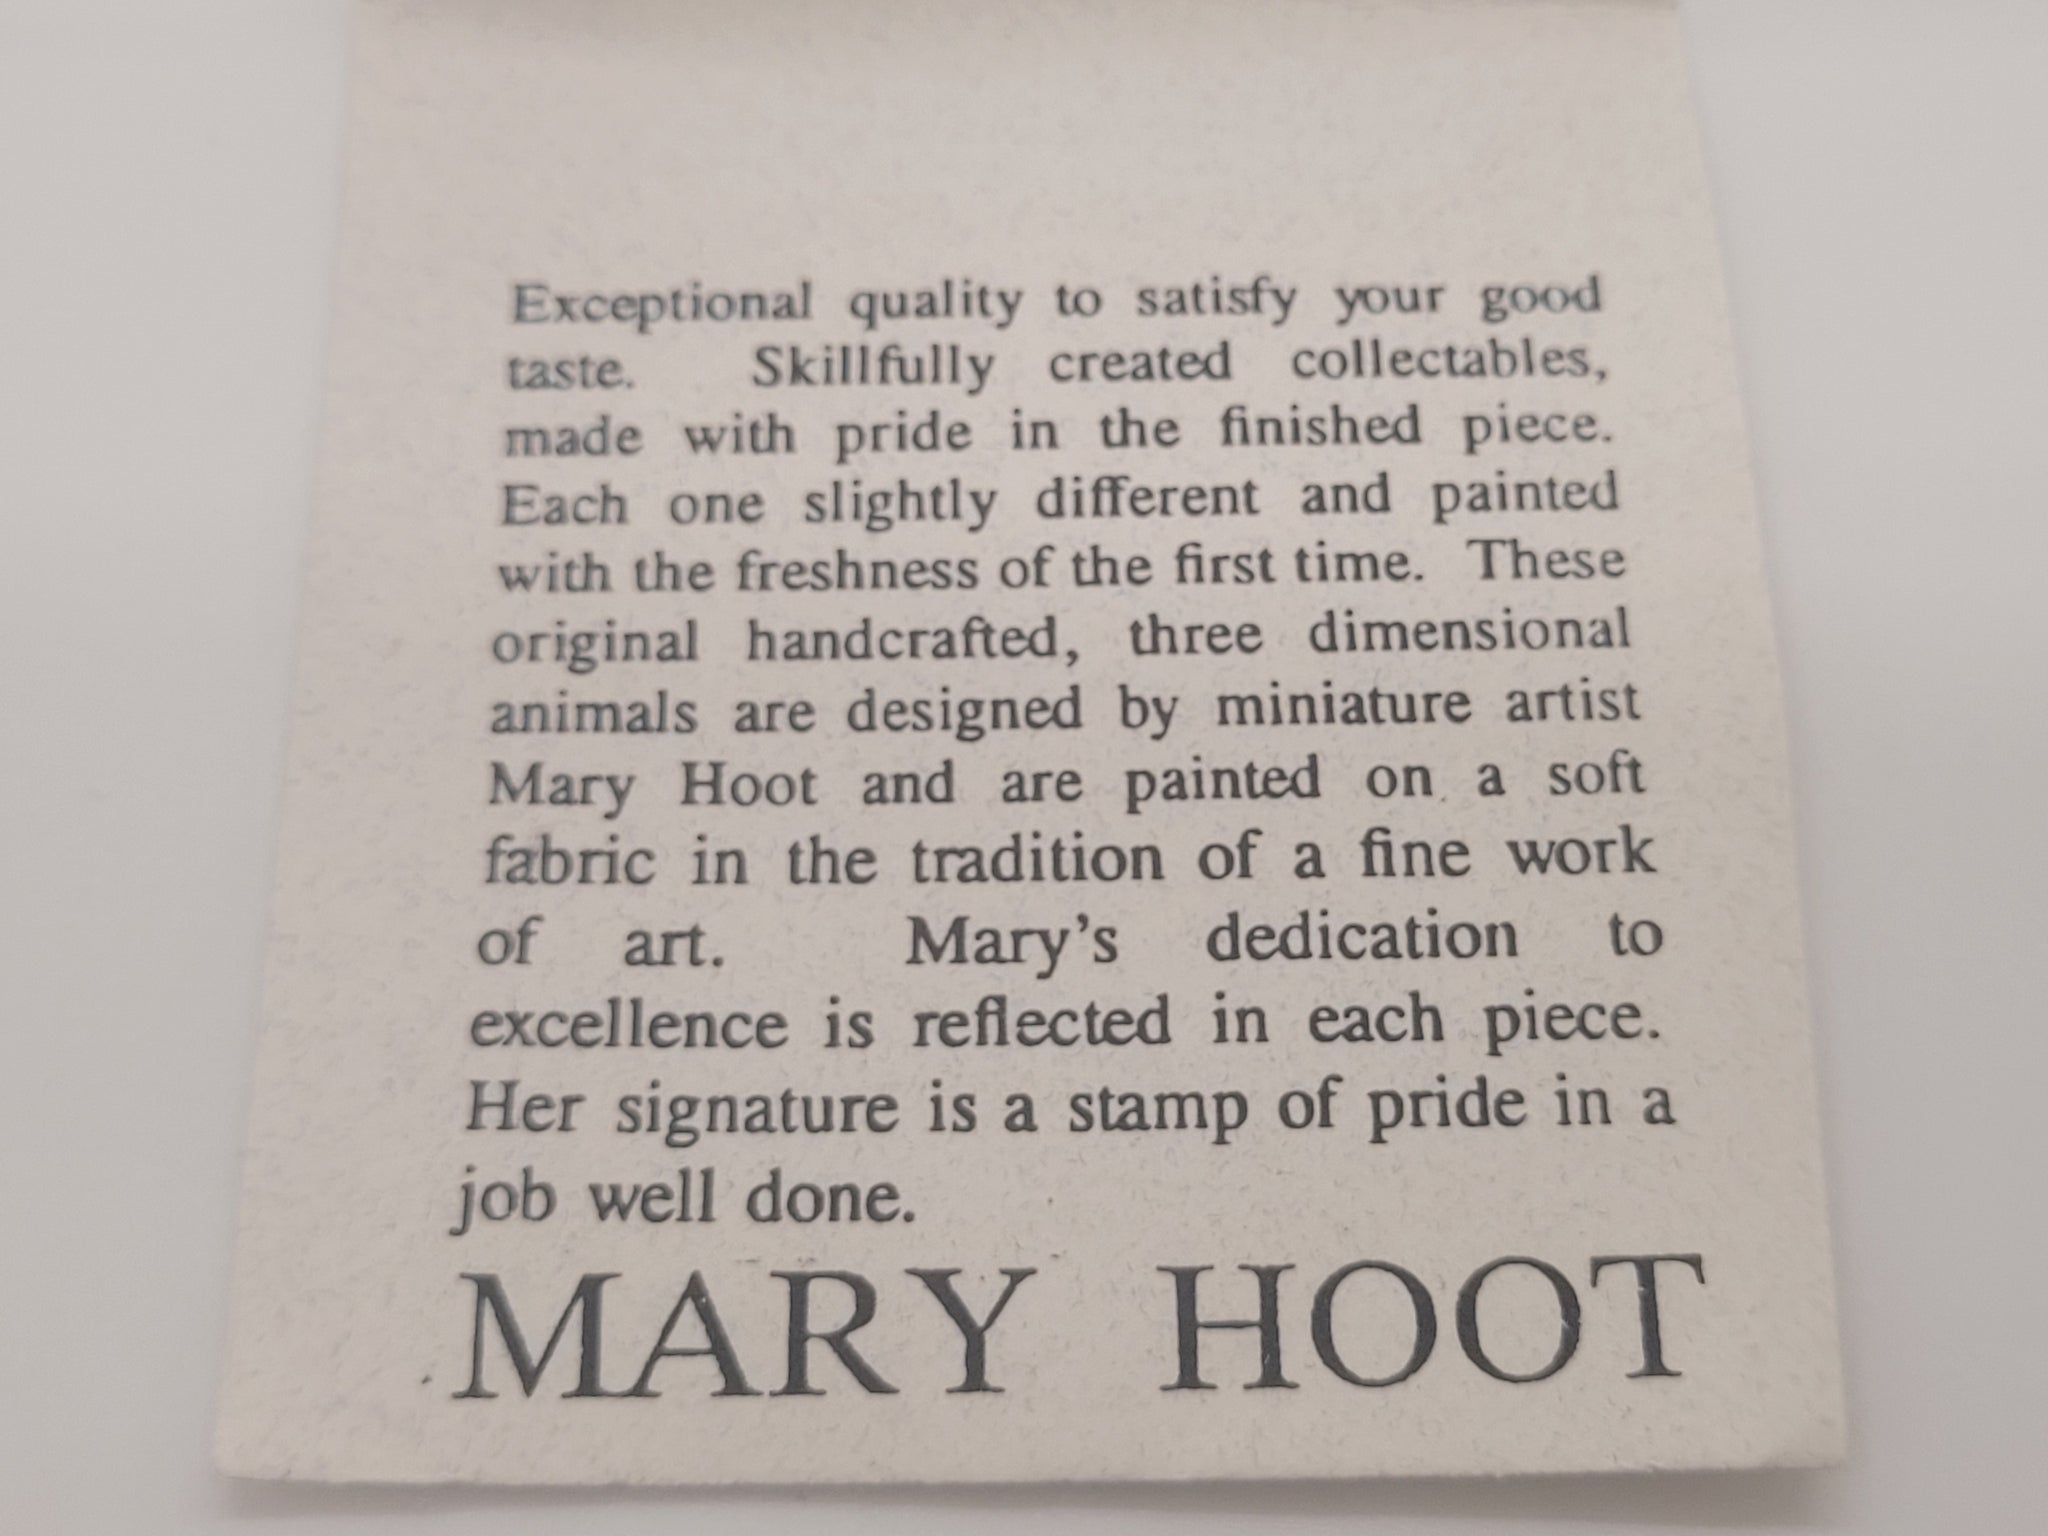 Exceptional quality to satisfy your good
taste. Skillfully created collectables,
made with pride in the finished piece.
Each one slightly different and painted
with the freshness of the first time. These
original handcrafted, three dimensional
animals are designed by miniature artist
Mary Hoot and are painted on a soft
fabric in the tradition of a fine work
of art. Mary’s dedication to
excellence is reflected in each piece.
Her signature is a stamp of pride in a
job well done.
MARY HOOT